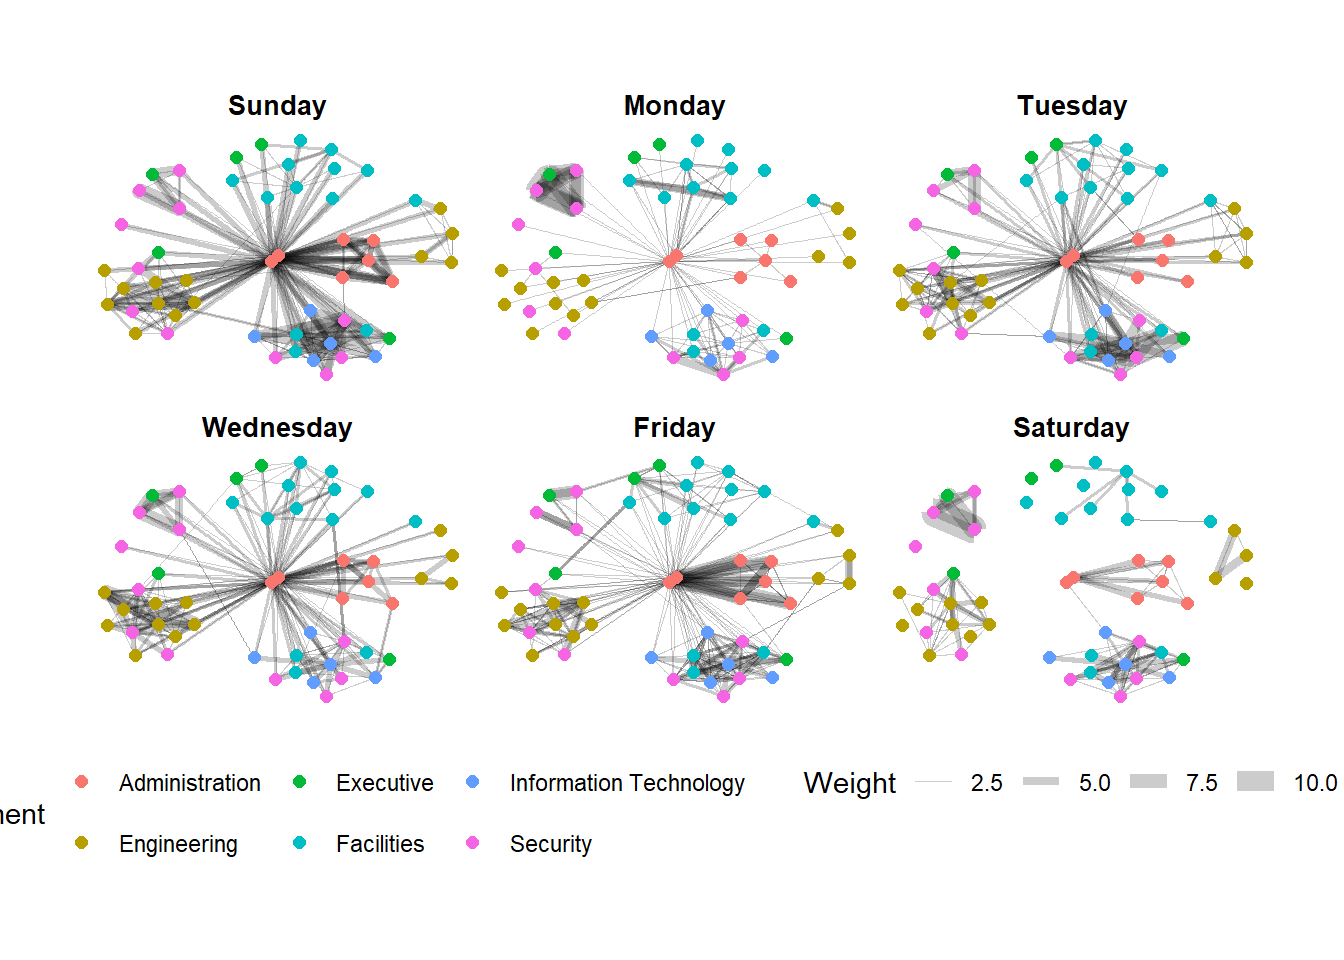 Sunday
Monday
Tuesday
Wednesday
Friday
Saturday
Administration Executive Information Technology Weight 2.5 5.0 7.5 10.0
Engineering Facilities Security